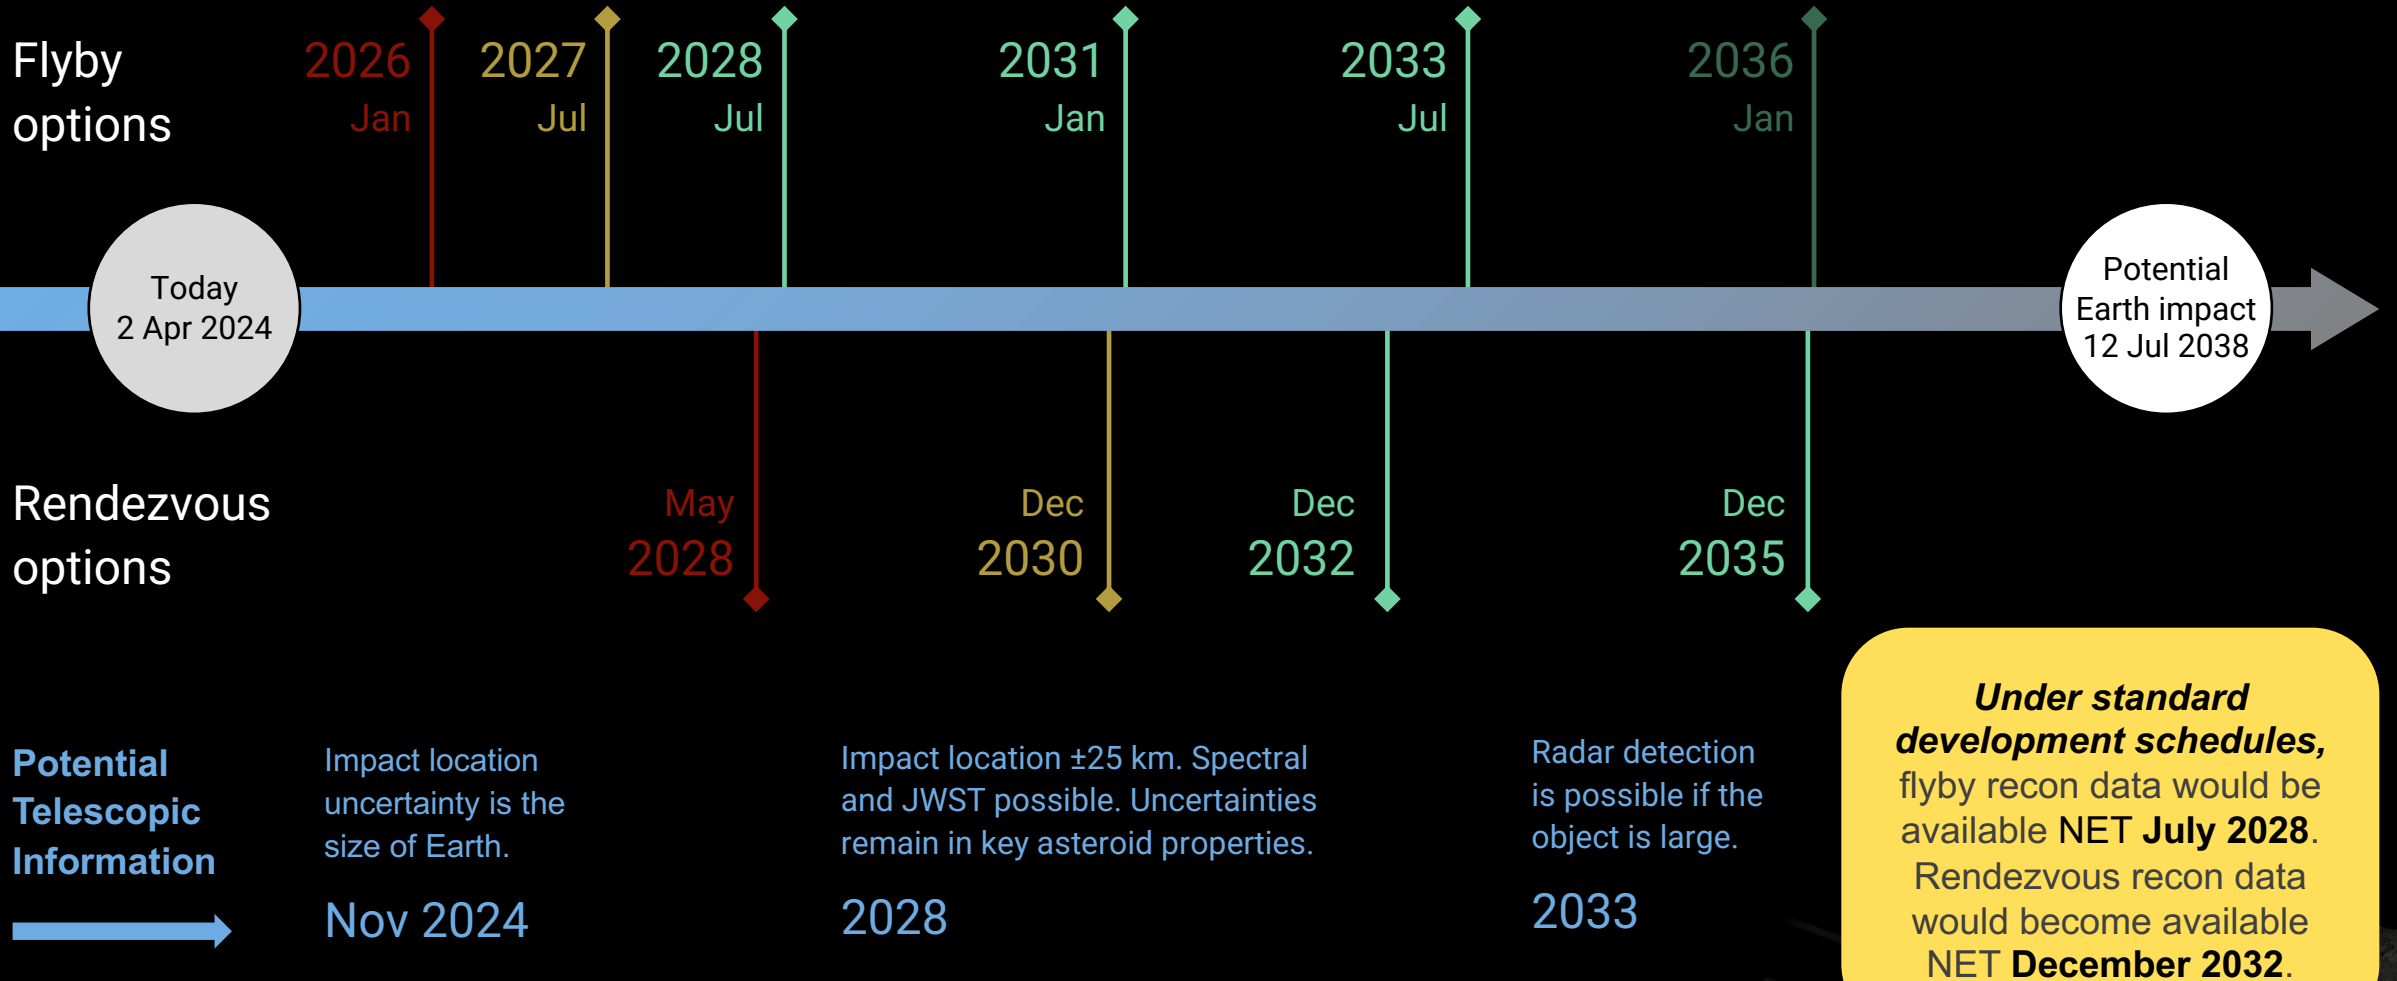 Flyby
options
2026
Jan
2027
Jul
2028
Jul
2031
Jan
2033
Jul
2036
Jan
Today
2 Apr 2024
Potential
Earth impact
12 Jul 2038
Rendezvous
options
May
2028
Dec
2030
Dec
2032
Dec
2035
Potential
Telescopic
Information
Impact location
uncertainty is the
size of Earth.
Nov 2024
Impact location ±25 km. Spectral
and JWST possible. Uncertainties
remain in key asteroid properties.
2028
Radar detection
is possible if the
object is large.
2033
Under standard
development schedules,
flyby recon data would be
available NET July 2028.
Rendezvous recon data
would become available
NET December 2032.